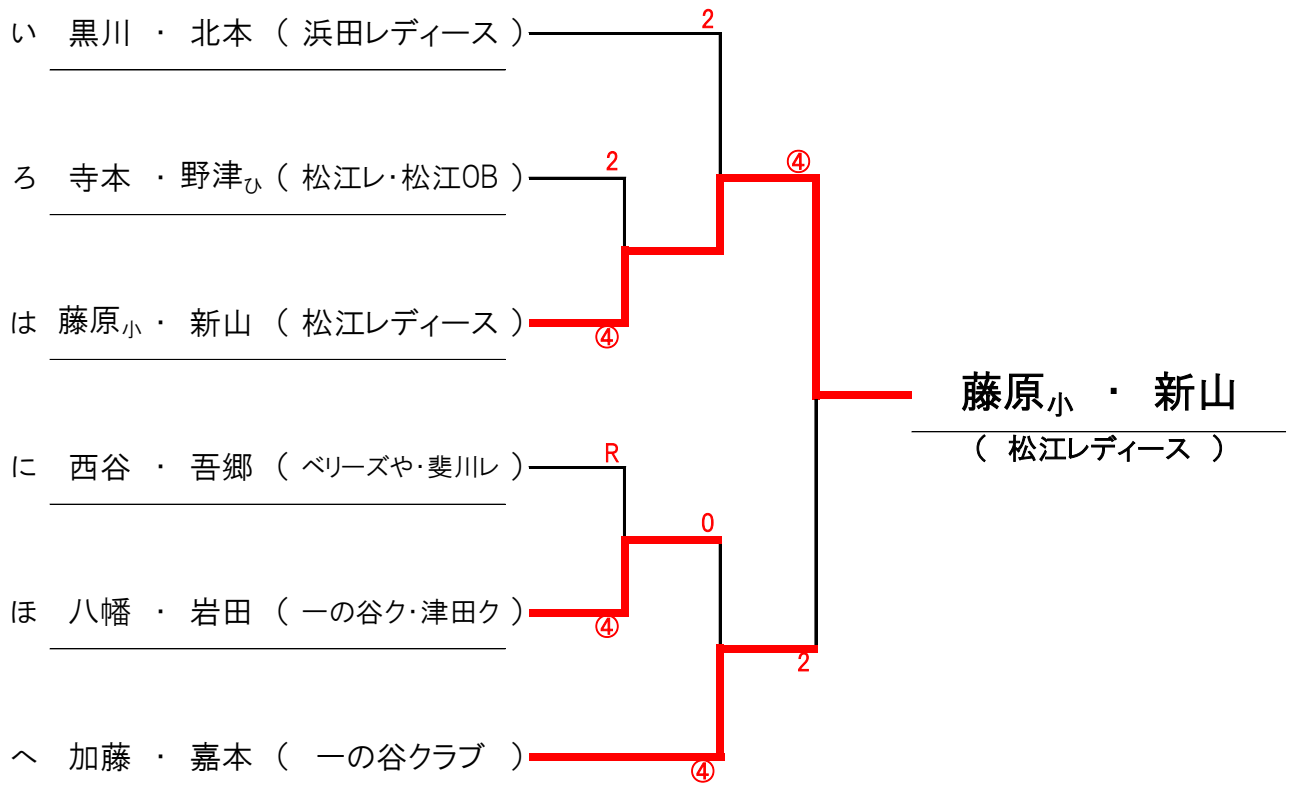 2
い 黒川 ・ 北本 ( 浜田レディース )
2
④
ろ 寺本 ・ 野津ひ ( 松江レ・松江OB )
は 藤原小 ・ 新山 ( 松江レディース )
④
藤原小 ・ 新山
( 松江レディース )
R
に 西谷 ・ 吾郷 ( ベリーズや・斐川レ )
0
ほ 八幡 ・ 岩田 ( 一の谷ク・津田ク )
④
2
へ 加藤 ・ 嘉本 ( 一の谷クラブ )
④